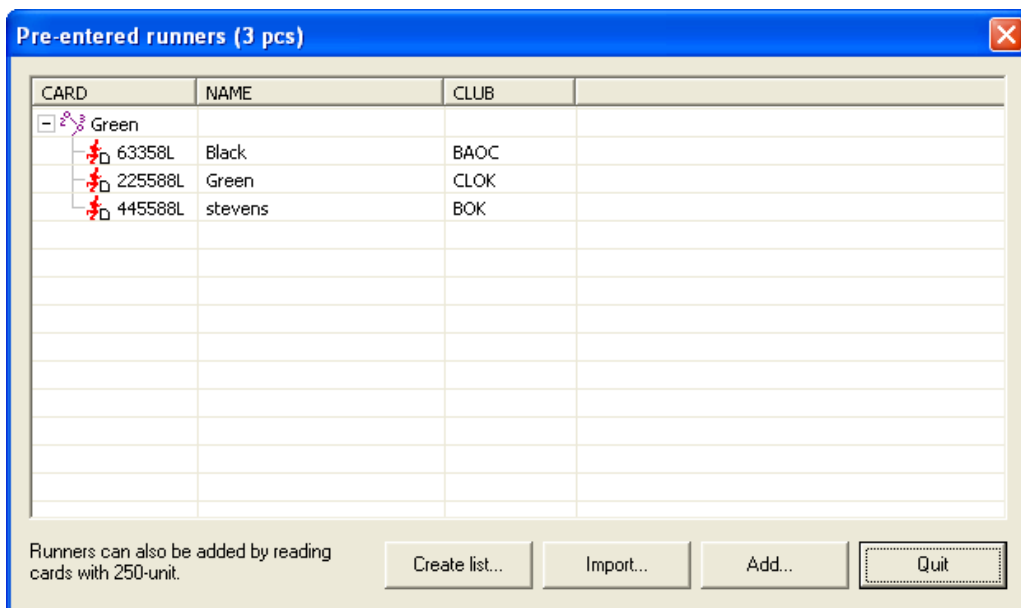 Pre-entered runners (3 pcs)
CARD NAME CLUB
Green
63358L Black BAOC
225588L Green CLOK
445588L stevens BOK
Runners can also be added by reading
cards with 250-unit.
Create list... Import... Add... Quit